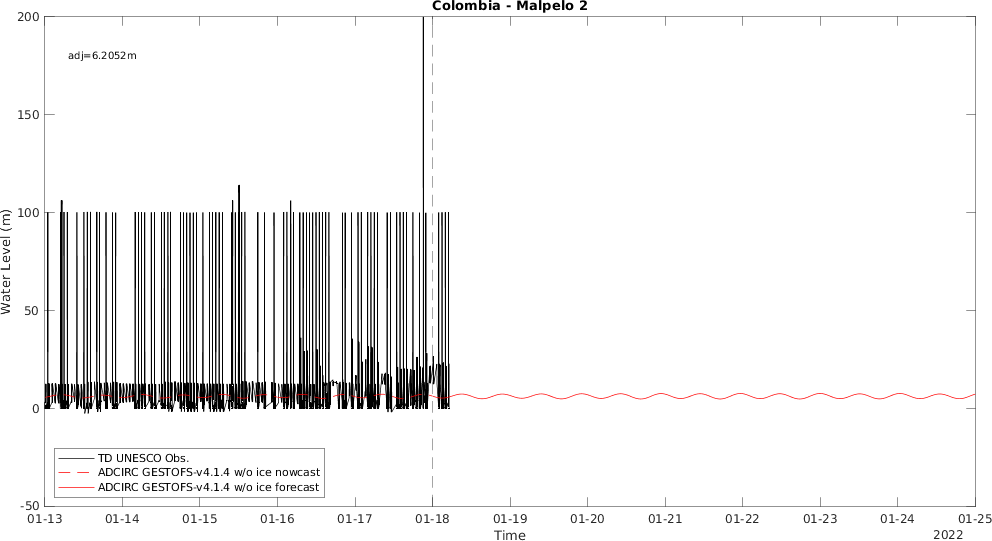 Colombia - Malpelo 2
200
adj=6.2052m
150
100
50
0
-50
Water Level (m)
TD UNESCO Obs.
ADCIRC GESTOFS-v4.1.4 w/o ice nowcast
ADCIRC GESTOFS-v4.1.4 w/o ice forecast
01-13 01-14 01-15 01-16 01-17 01-18 01-19 01-20 01-21 01-22 01-23 01-24 01-25
Time
2022